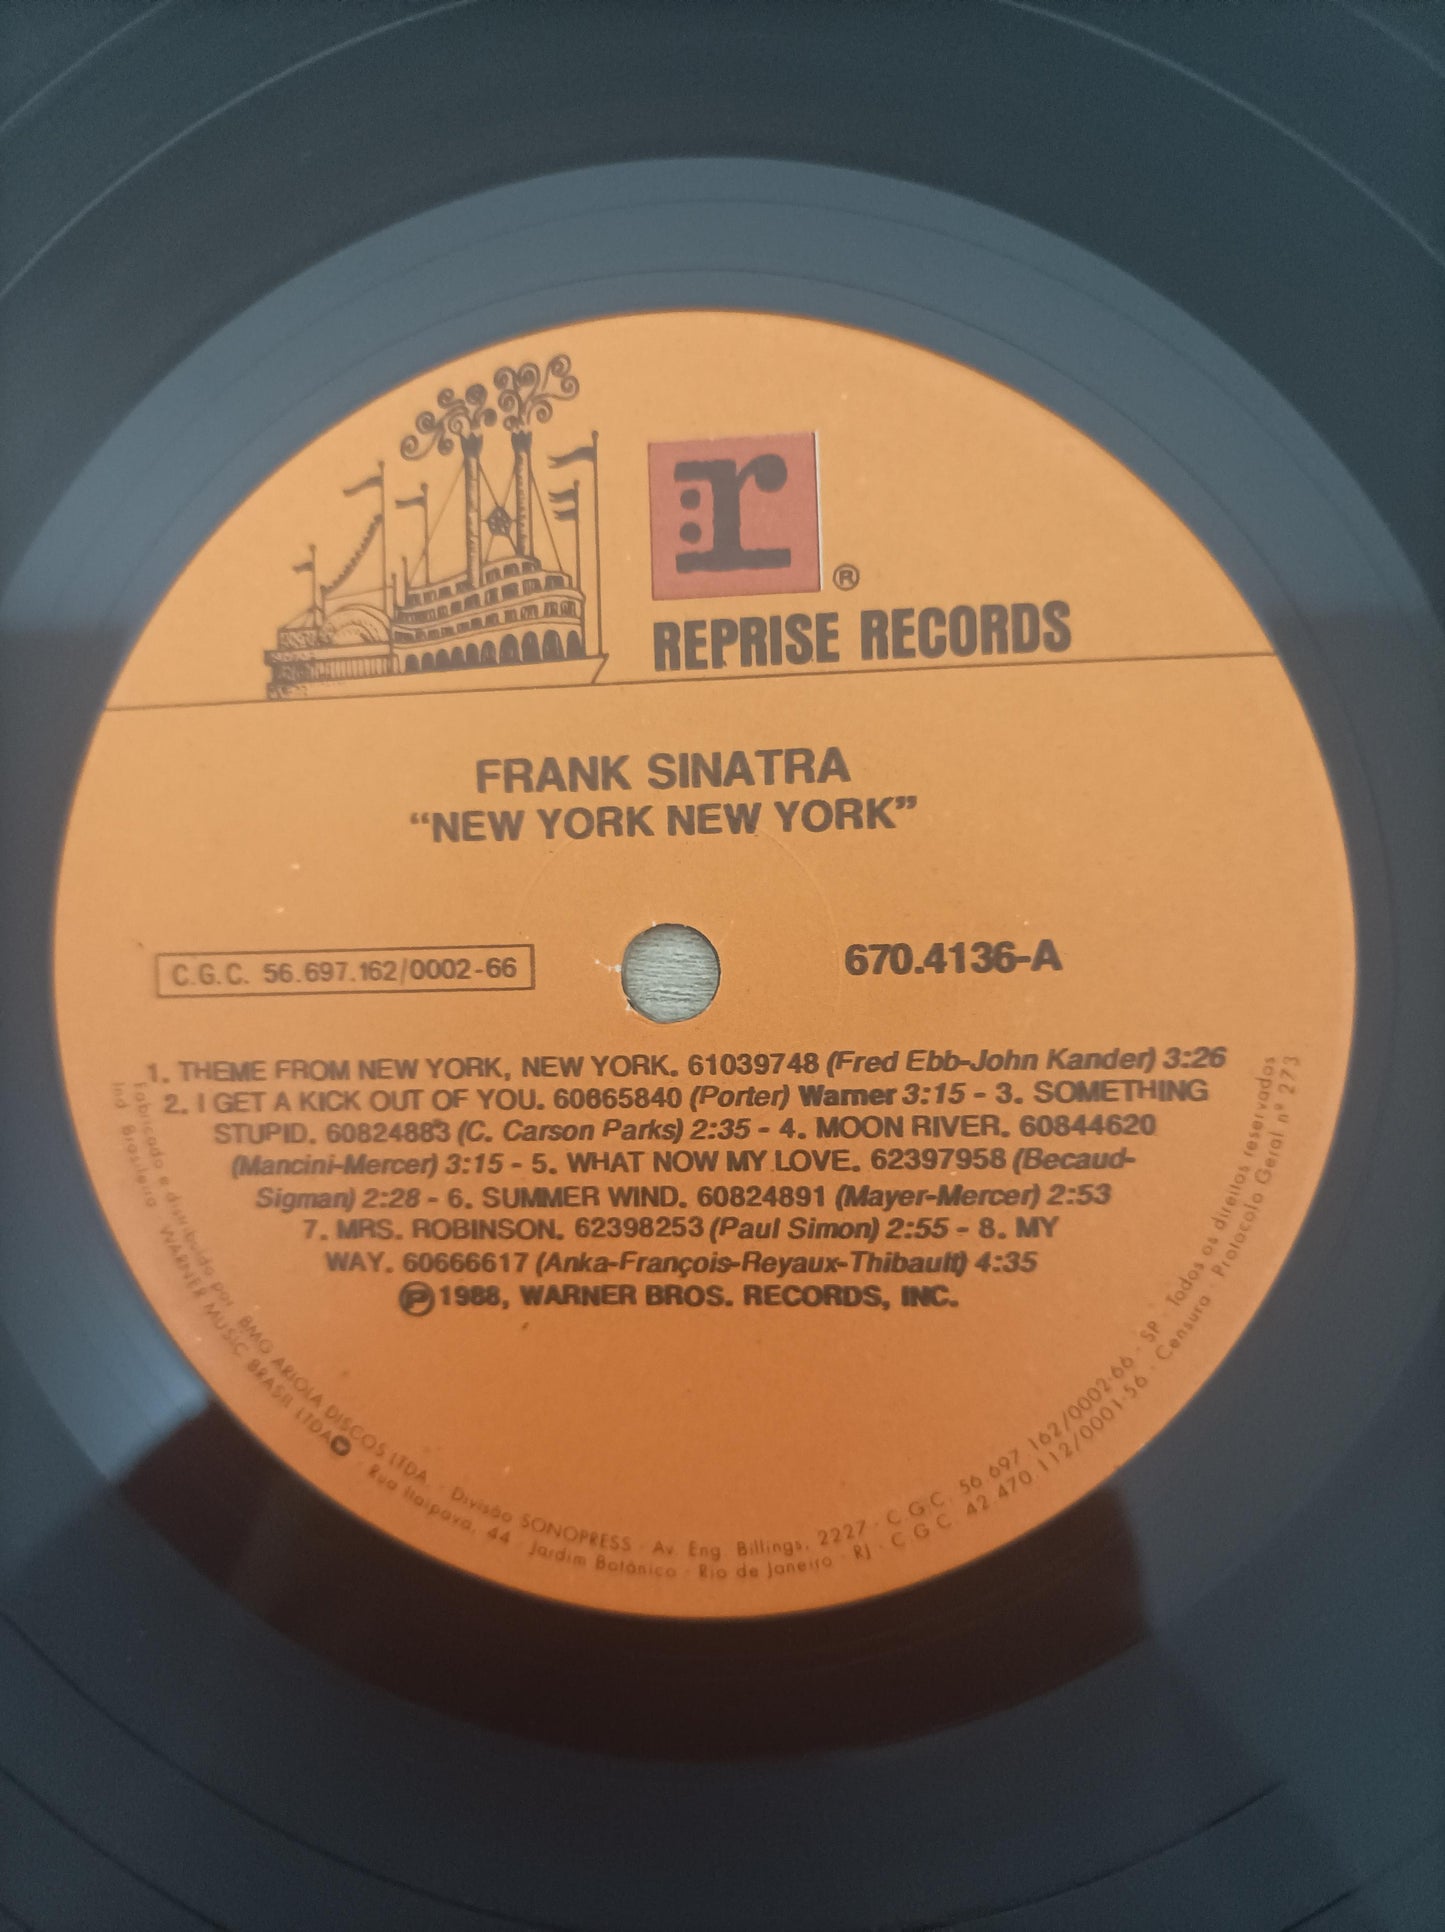 r
®
REPRISE RECORDS
FRANK SINATRA
“NEW YORK NEW YORK”
C.G.C. 56.697.162/0002-66
670.4136-A
1. THEME FROM NEW YORK, NEW YORK. 61039748 (Fred Ebb-John Kander) 3:26
2. I GET A KICK OUT OF YOU. 60865840 (Porter) Warner 3:15 - 3. SOMETHING
STUPID. 60824883 (C. Carson Parks) 2:35 - 4. MOON RIVER. 60844620
(Mancini-Mercer) 3:15 - 5. WHAT NOW MY LOVE. 62397958 (Becaud-
Sigman) 2:28 - 6. SUMMER WIND. 60824891 (Mayer-Mercer) 2:53
7. MRS. ROBINSON. 62398253 (Paul Simon) 2:55 - 8. MY
WAY. 60666617 (Anka-François-Reyaux-Thibault) 4:35
℗ 1988, WARNER BROS. RECORDS, INC.
Fabricado e distribuído por BMG ARIOLA DISCOS LTDA · Divisão SONOPRESS · Av. Eng. Billings, 2227 · C.G.C. 56.697.162/0002-66 · SP · Todos os direitos reservados
Ind. Brasileira · WARNER MUSIC BRASIL LTDA · Rua Itaipava, 44 · Jardim Botânico · Rio de Janeiro · RJ · C.G.C. 42.470.112/0001-56 · Censura · Protocolo Geral nº 273